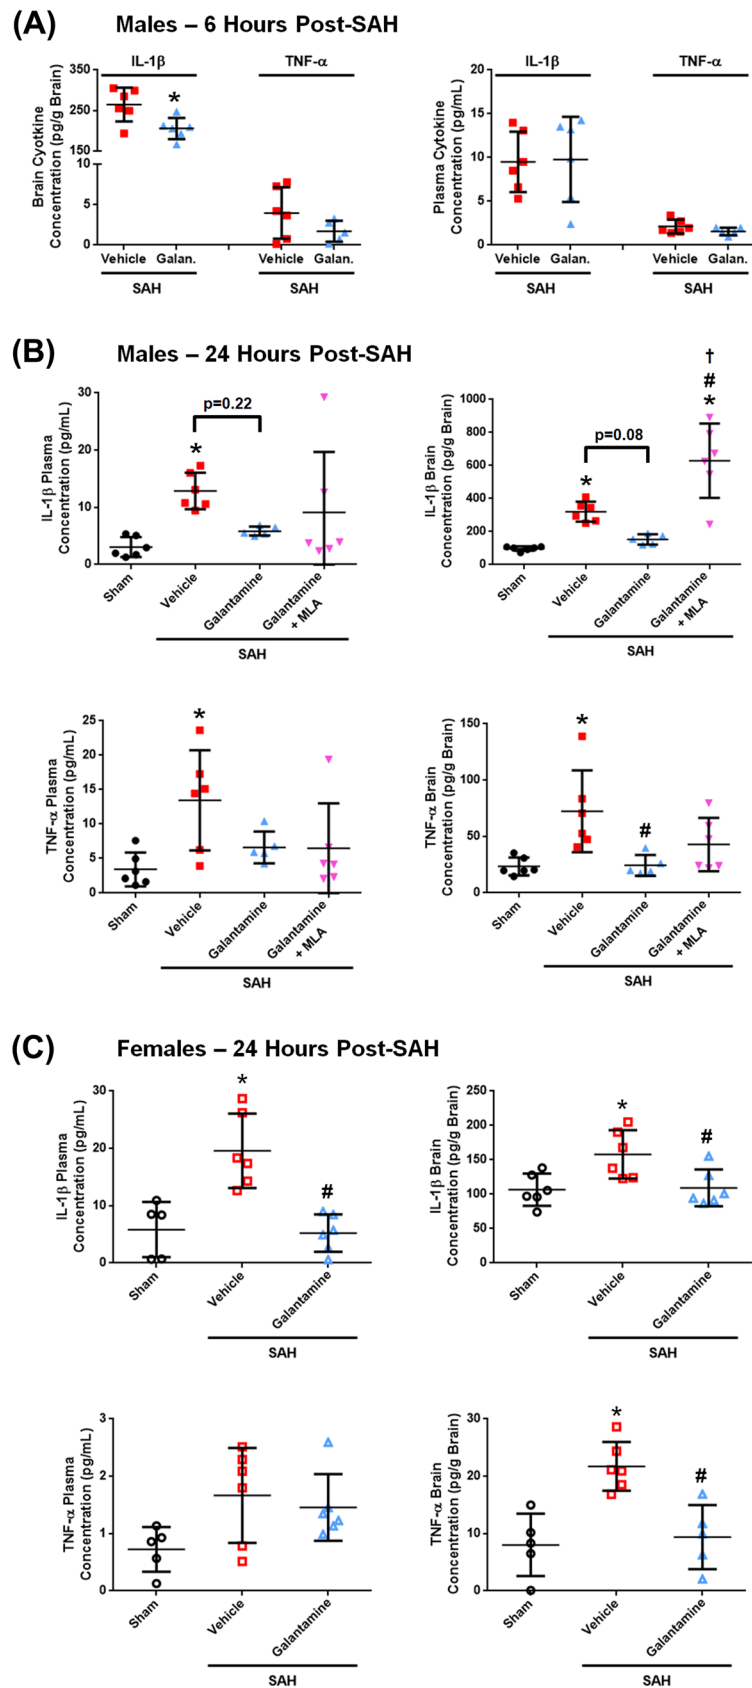 (A) Males – 6 Hours Post-SAH
IL-1β TNF-α
Brain Cyotkine
Concentration (pg/g Brain)
350
250
150
10
5
0
*
Vehicle Galan. Vehicle Galan.
SAH SAH
IL-1β TNF-α
Plasma Cytokine
Concentration (pg/mL)
20
15
10
5
0
Vehicle Galan. Vehicle Galan.
SAH SAH
(B) Males – 24 Hours Post-SAH
IL-1β Plasma
Concentration (pg/mL)
30
20
10
0
p=0.22
*
Sham
Vehicle
Galantamine
Galantamine
+ MLA
SAH
IL-1β Brain
Concentration (pg/g Brain)
1000
800
600
400
200
0
p=0.08
*
†
#
*
Sham
Vehicle
Galantamine
Galantamine
+ MLA
SAH
TNF-α Plasma
Concentration (pg/mL)
25
20
15
10
5
0
*
Sham
Vehicle
Galantamine
Galantamine
+ MLA
SAH
TNF-α Brain
Concentration (pg/g Brain)
150
100
50
0
*
#
Sham
Vehicle
Galantamine
Galantamine
+ MLA
SAH
(C) Females – 24 Hours Post-SAH
IL-1β Plasma
Concentration (pg/mL)
30
20
10
0
*
#
Sham
Vehicle
Galantamine
SAH
IL-1β Brain
Concentration (pg/g Brain)
250
200
150
100
50
0
*
#
Sham
Vehicle
Galantamine
SAH
TNF-α Plasma
Concentration (pg/mL)
3
2
1
0
Sham
Vehicle
Galantamine
SAH
TNF-α Brain
Concentration (pg/g Brain)
30
20
10
0
*
#
Sham
Vehicle
Galantamine
SAH